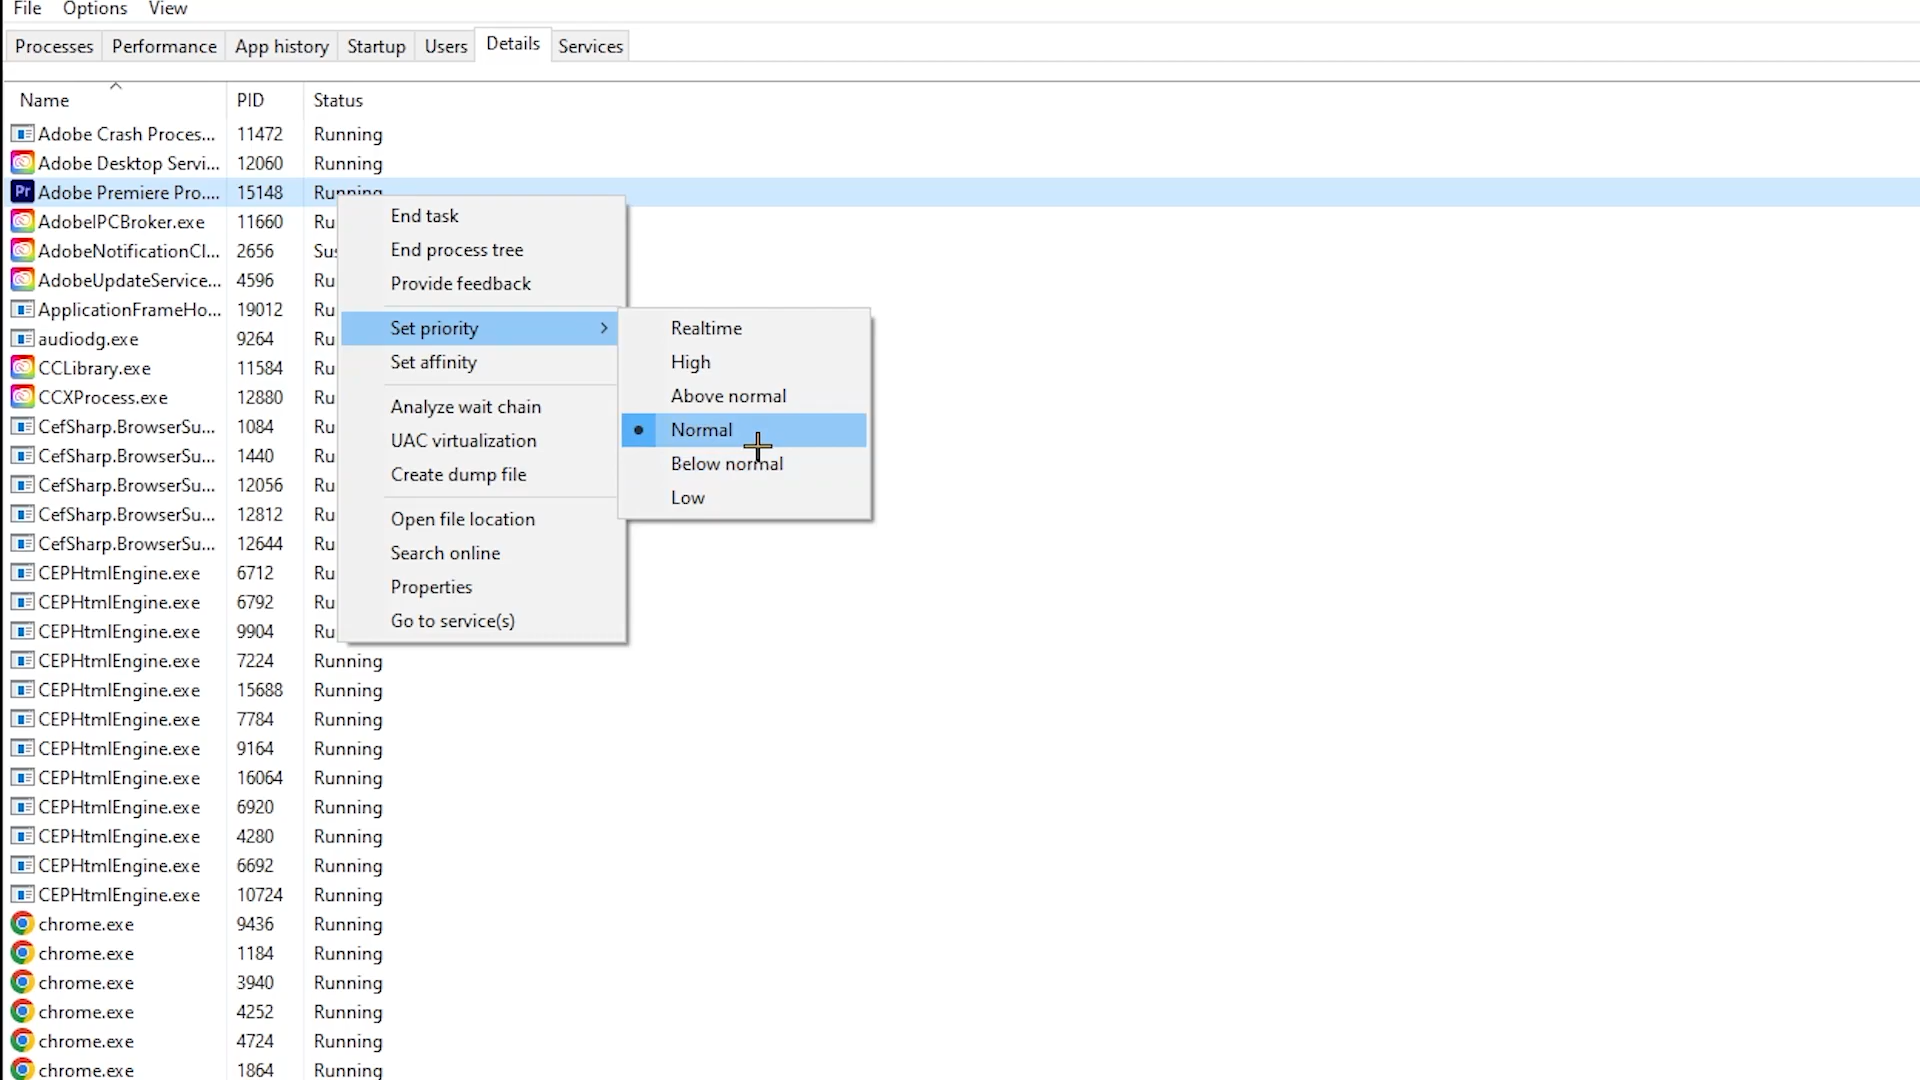 File Options View
Processes Performance App history Startup Users Details Services
Name PID Status
Adobe Crash Proces... 11472 Running
Adobe Desktop Servi... 12060 Running
Pr Adobe Premiere Pro.... 15148 Running
AdobeIPCBroker.exe 11660 Ru
AdobeNotificationCl... 2656 Sus
AdobeUpdateService... 4596 Ru
ApplicationFrameHo... 19012 Ru
audiodg.exe 9264 Ru
CCLibrary.exe 11584 Ru
CCXProcess.exe 12880 Ru
CefSharp.BrowserSu... 1084 Ru
CefSharp.BrowserSu... 1440 Ru
CefSharp.BrowserSu... 12056 Ru
CefSharp.BrowserSu... 12812 Ru
CefSharp.BrowserSu... 12644 Ru
CEPHtmlEngine.exe 6712 Ru
CEPHtmlEngine.exe 6792 Ru
CEPHtmlEngine.exe 9904 Ru
CEPHtmlEngine.exe 7224 Running
CEPHtmlEngine.exe 15688 Running
CEPHtmlEngine.exe 7784 Running
CEPHtmlEngine.exe 9164 Running
CEPHtmlEngine.exe 16064 Running
CEPHtmlEngine.exe 6920 Running
CEPHtmlEngine.exe 4280 Running
CEPHtmlEngine.exe 6692 Running
CEPHtmlEngine.exe 10724 Running
chrome.exe 9436 Running
chrome.exe 1184 Running
chrome.exe 3940 Running
chrome.exe 4252 Running
chrome.exe 4724 Running
chrome.exe 1864 Running
End task
End process tree
Provide feedback
Set priority
Set affinity
Analyze wait chain
UAC virtualization
Create dump file
Open file location
Search online
Properties
Go to service(s)
Realtime
High
Above normal
Normal
Below normal
Low